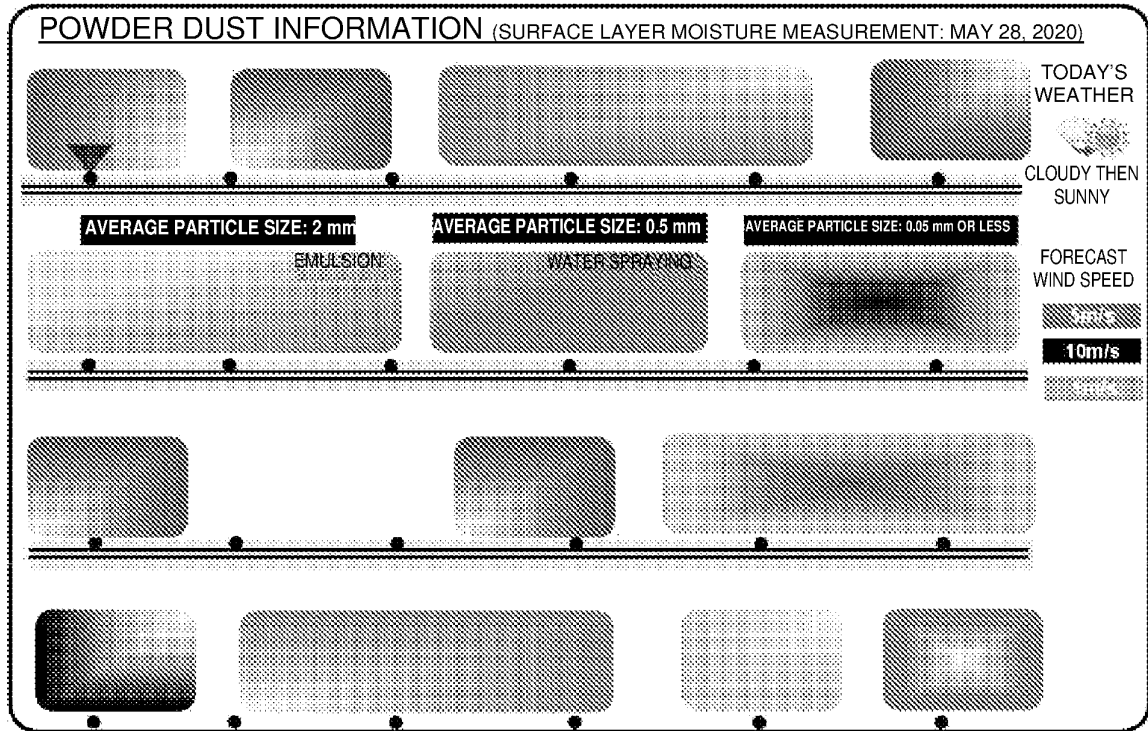 POWDER DUST INFORMATION (SURFACE LAYER MOISTURE MEASUREMENT: MAY 28, 2020)
TODAY'S
WEATHER
CLOUDY THEN
SUNNY
AVERAGE PARTICLE SIZE: 2 mm
AVERAGE PARTICLE SIZE: 0.5 mm
AVERAGE PARTICLE SIZE: 0.05 mm OR LESS
EMULSION
WATER SPRAYING
FORECAST
WIND SPEED
10m/s